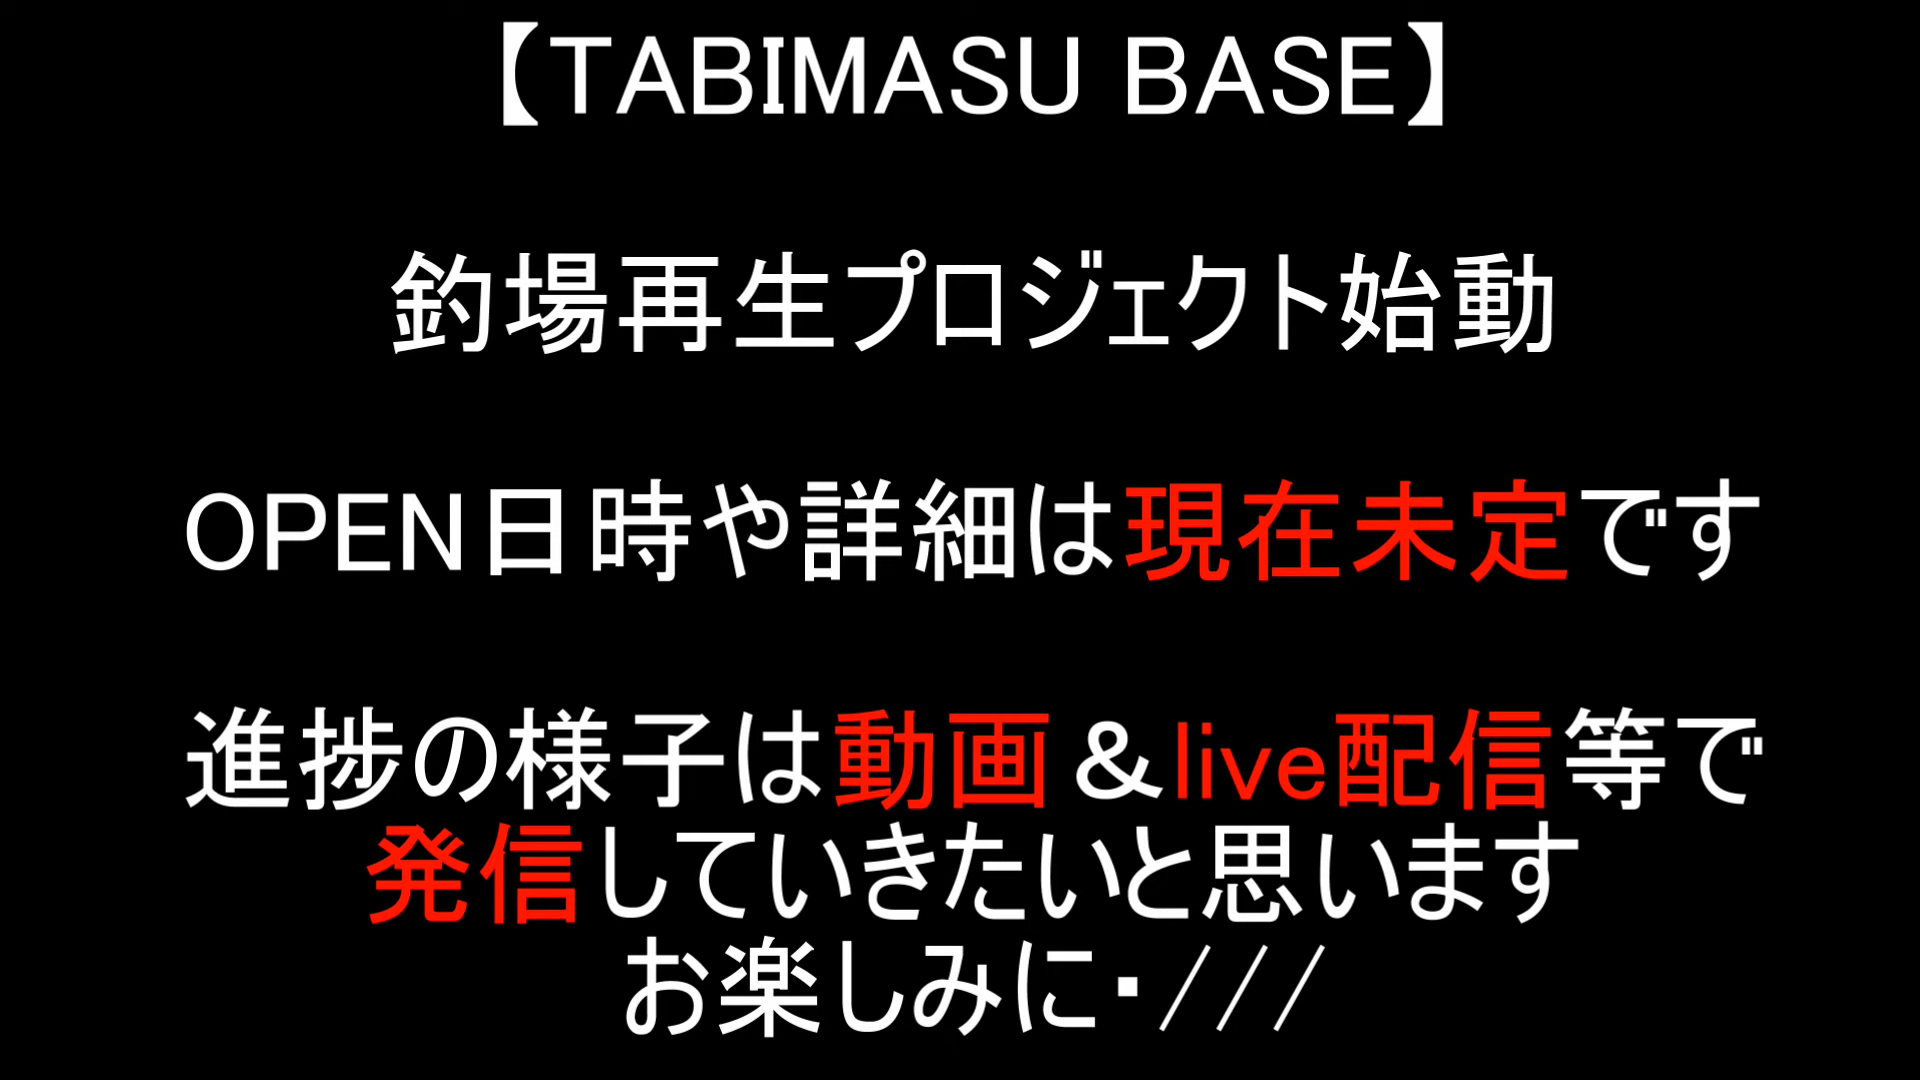 【TABIMASU BASE】
釣場再生プロジェクト始動
OPEN日時や詳細は現在未定です
進捗の様子は動画＆live配信等で
発信していきたいと思います
お楽しみに・///